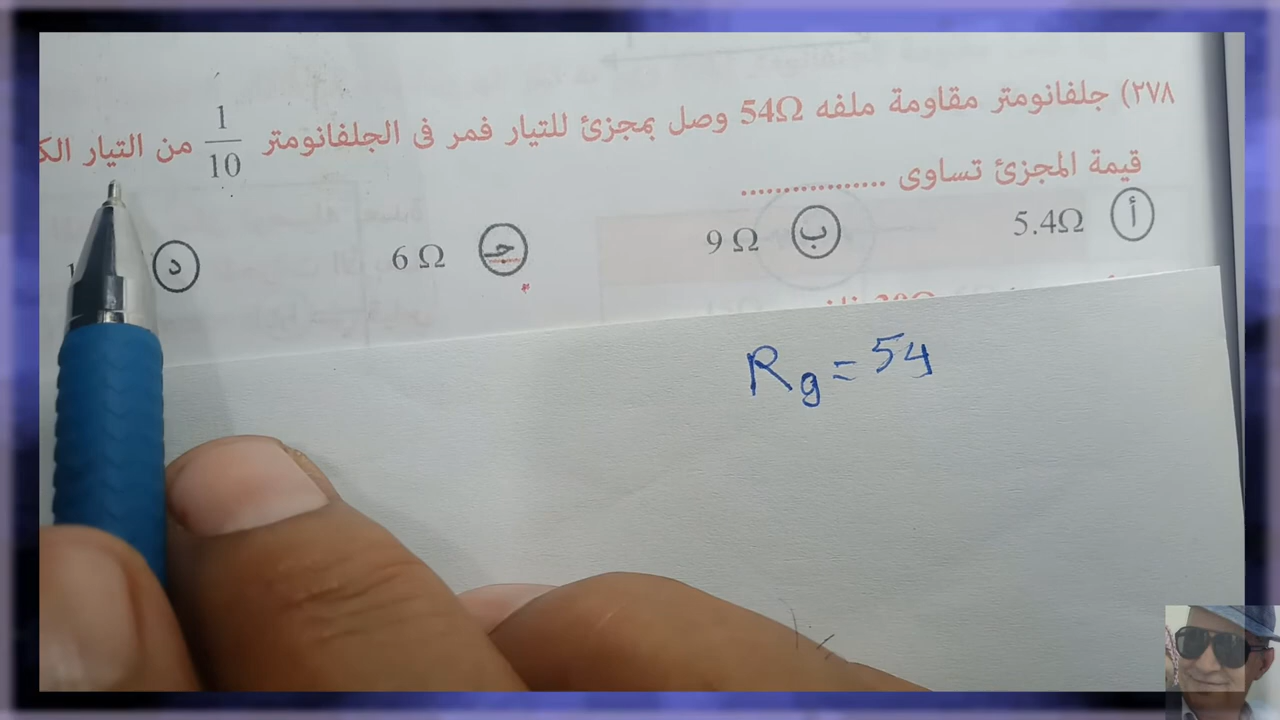 ٢٧٨) جلفانومتر مقاومة ملفه 54Ω وصل بمجزئ للتيار فمر فى الجلفانومتر 1/10 من التيار
قيمة المجزئ تساوى .................
أ 5.4Ω ب 9 Ω جـ 6 Ω د
Rg = 54